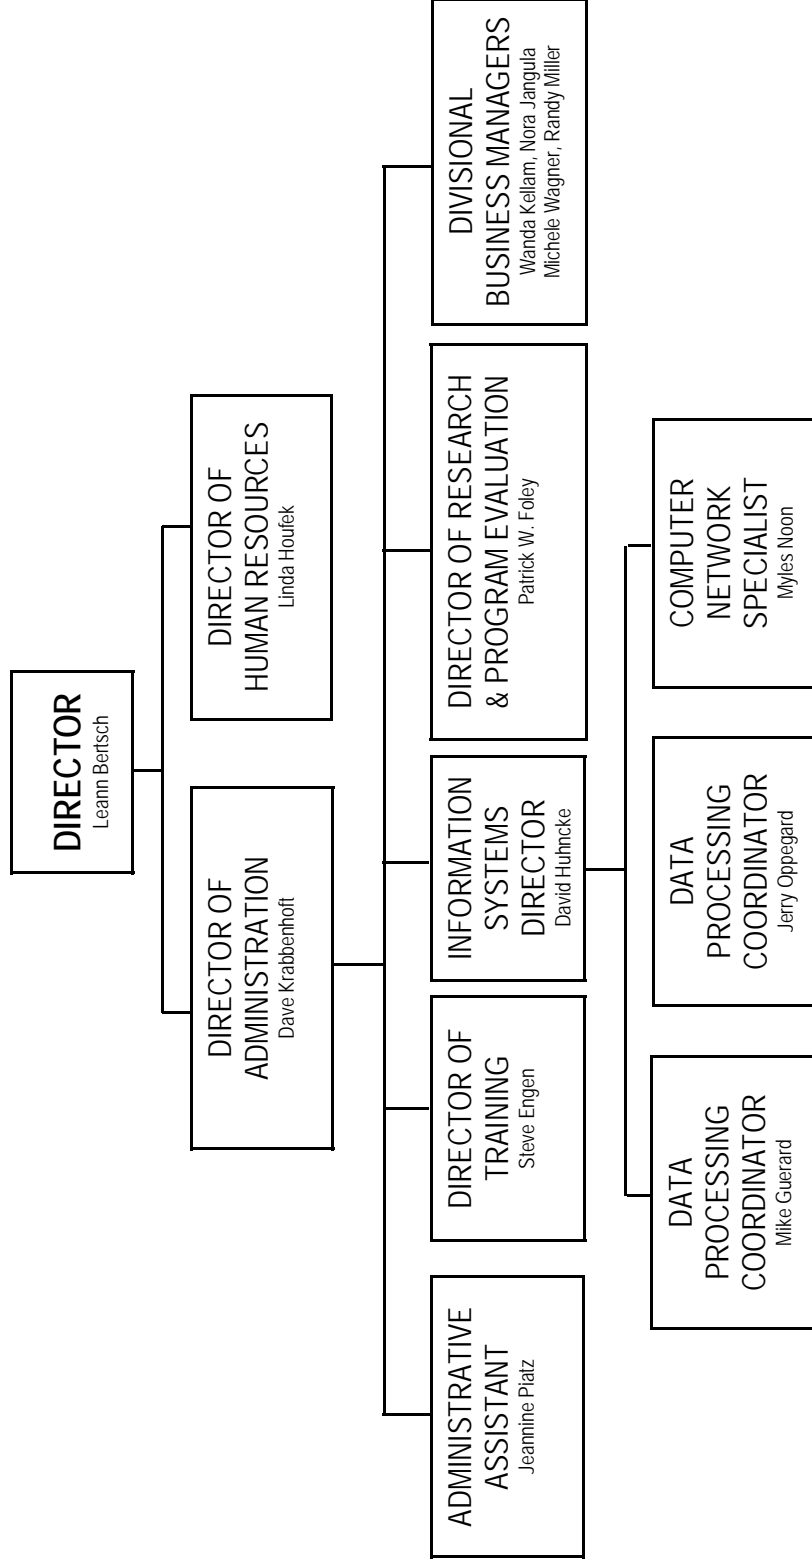 DIRECTOR
Leann Bertsch
DIRECTOR OF
ADMINISTRATION
Dave Krabbenhoft
DIRECTOR OF
HUMAN RESOURCES
Linda Houfek
ADMINISTRATIVE
ASSISTANT
Jeannine Piatz
DIRECTOR OF
TRAINING
Steve Engen
INFORMATION
SYSTEMS
DIRECTOR
David Huhncke
DIRECTOR OF RESEARCH
& PROGRAM EVALUATION
Patrick W. Foley
DIVISIONAL
BUSINESS MANAGERS
Wanda Kellam, Nora Jangula
Michele Wagner, Randy Miller
DATA
PROCESSING
COORDINATOR
Mike Guerard
DATA
PROCESSING
COORDINATOR
Jerry Oppegard
COMPUTER
NETWORK
SPECIALIST
Myles Noon